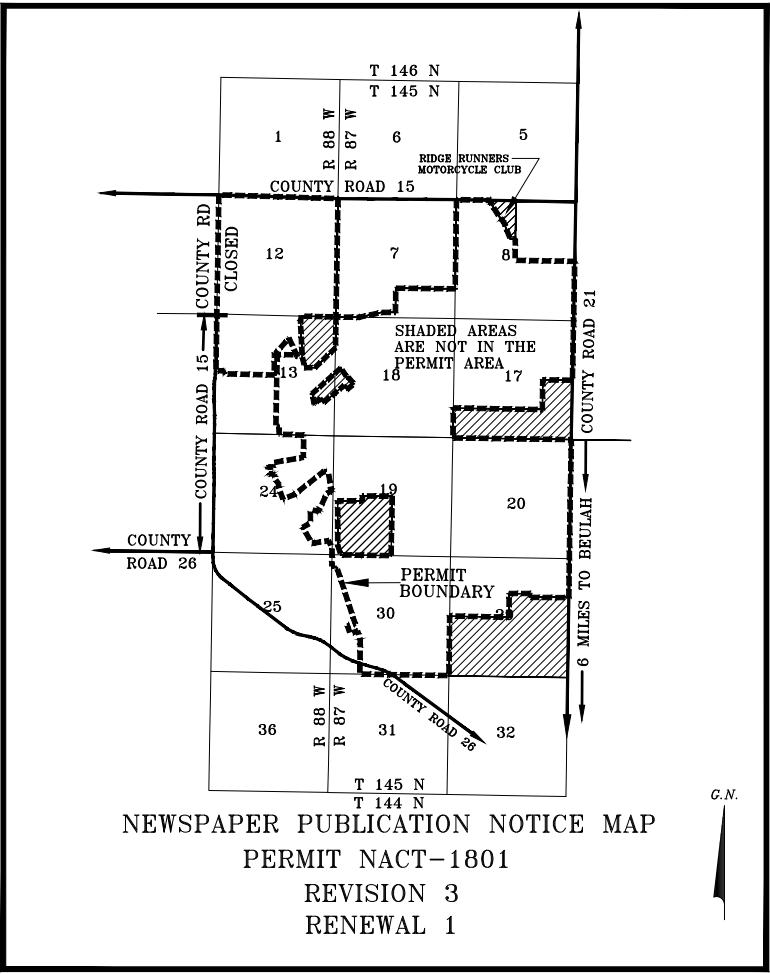 T 146 N
T 145 N
1
R 88 W
R 87 W
6
5
RIDGE RUNNERS
MOTORCYCLE CLUB
COUNTY ROAD 15
COUNTY RD
CLOSED
12
7
8
COUNTY ROAD 21
SHADED AREAS
ARE NOT IN THE
PERMIT AREA
13
18
17
COUNTY ROAD 15
24
19
20
6 MILES TO BEULAH
COUNTY
ROAD 26
PERMIT
BOUNDARY
25
30
COUNTY ROAD 26
36
R 88 W
R 87 W
31
32
T 145 N
T 144 N
G.N.
NEWSPAPER PUBLICATION NOTICE MAP
PERMIT NACT-1801
REVISION 3
RENEWAL 1